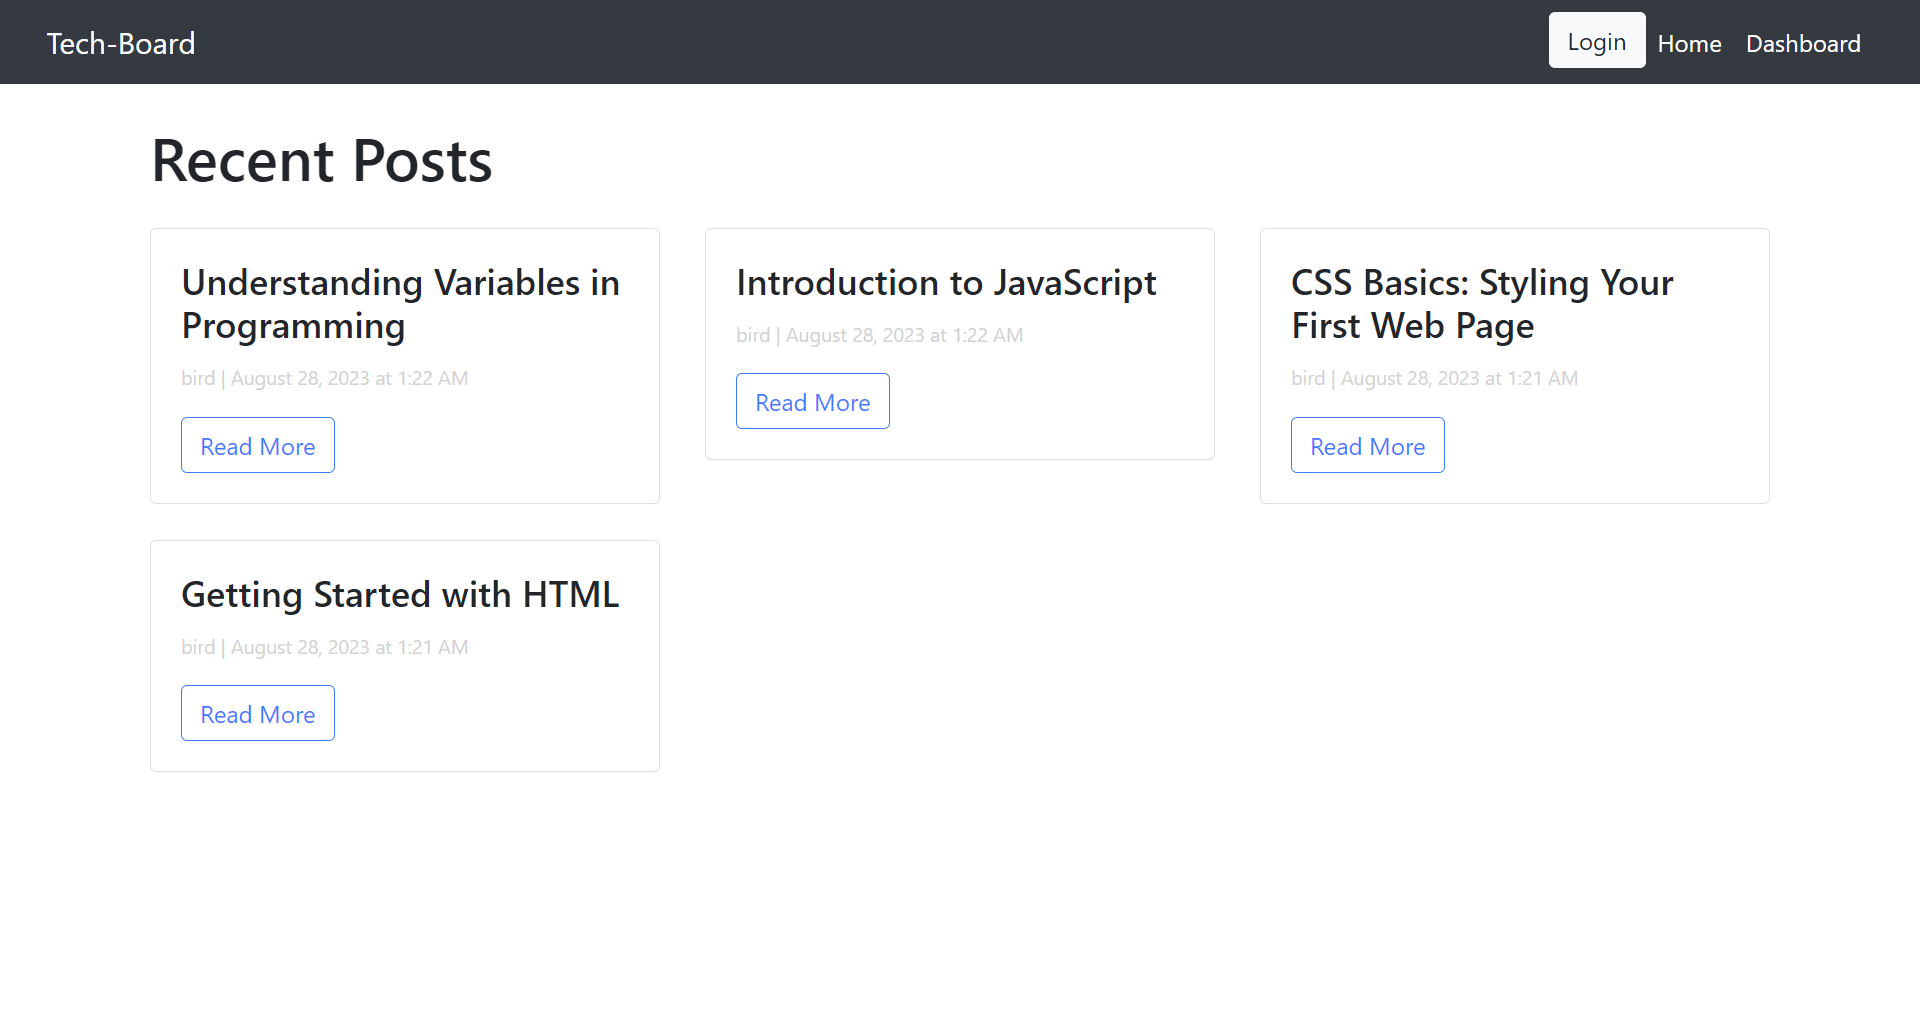 Tech-Board
Login
Home
Dashboard
Recent Posts
Understanding Variables in
Programming
bird | August 28, 2023 at 1:22 AM
Read More
Introduction to JavaScript
bird | August 28, 2023 at 1:22 AM
Read More
CSS Basics: Styling Your
First Web Page
bird | August 28, 2023 at 1:21 AM
Read More
Getting Started with HTML
bird | August 28, 2023 at 1:21 AM
Read More